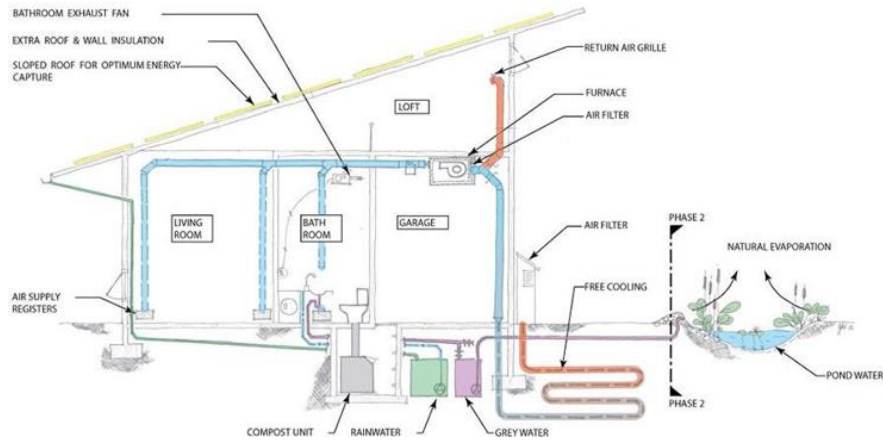 BATHROOM EXHAUST FAN
EXTRA ROOF & WALL INSULATION
SLOPED ROOF FOR OPTIMUM ENERGY
CAPTURE
RETURN AIR GRILLE
FURNACE
AIR FILTER
LOFT
LIVING
ROOM
BATH
ROOM
GARAGE
AIR FILTER
PHASE 2
NATURAL EVAPORATION
AIR SUPPLY
REGISTERS
FREE COOLING
POND WATER
PHASE 2
COMPOST UNIT
RAINWATER
GREY WATER